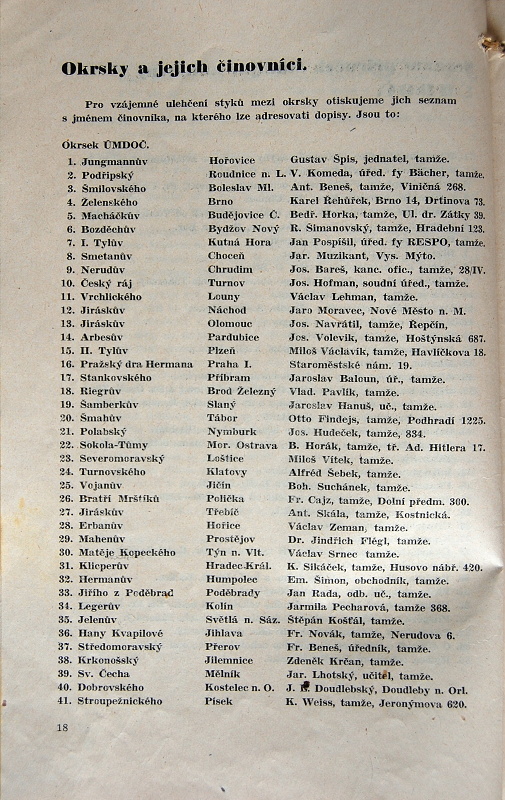 Okrsky a jejich činovníci.
Pro vzájemné ulehčení styků mezi okrsky otiskujeme jich seznam
s jménem činovníka, na kterého lze adresovati dopisy. Jsou to:
Okrsek ÚMDOČ.
1. Jungmannův Hořovice Gustav Špis, jednatel, tamže.
2. Podřipský Roudnice n. L. V. Komeda, úřed. fy Bächer, tamže.
3. Šmilovského Boleslav Ml. Ant. Beneš, tamže, Viničná 268.
4. Želenského Brno Karel Řehůřek, Brno 14, Drtinova 73.
5. Macháčkův Budějovice Č. Bedř. Horka, tamže, Ul. dr. Zátky 39.
6. Bozděchův Bydžov Nový R. Šimanovský, tamže, Hradební 123.
7. I. Tylův Kutná Hora Jan Pospíšil, úřed. fy RESPO, tamže.
8. Smetanův Choceň Jar. Muzikant, Vys. Mýto.
9. Nerudův Chrudim Jos. Bareš, kanc. ofic., tamže, 28/IV.
10. Český ráj Turnov Jos. Hofman, soudní úřed., tamže.
11. Vrchlického Louny Václav Lehman, tamže.
12. Jiráskův Náchod Jaro Moravec, Nové Město n. M.
13. Jiráskův Olomouc Jos. Navrátil, tamže, Řepčín,
14. Arbesův Pardubice Jos. Volevik, tamže, Hoštýnská 687.
15. II. Tylův Plzeň Miloš Václavík, tamže, Havlíčkova 18.
16. Pražský dra Hermana Praha I. Staroměstské nám. 19.
17. Stankovského Příbram Jaroslav Baloun, úř., tamže.
18. Riegrův Brod Železný Vlad. Pavlík, tamže.
19. Šamberkův Slaný Jaroslav Hanuš, uč., tamže.
20. Šmahův Tábor Otto Findejs, tamže, Podhradí 1225.
21. Polabský Nymburk Jos. Hudeček, tamže, 834.
22. Sokola-Tůmy Mor. Ostrava B. Horák, tamže, tř. Ad. Hitlera 17.
23. Severomoravský Loštice Miloš Vítek, tamže.
24. Turnovského Klatovy Alfréd Šebek, tamže.
25. Vojanův Jičín Boh. Suchánek, tamže.
26. Bratří Mrštíků Polička Fr. Cajz, tamže, Dolní předm. 300.
27. Jiráskův Třebíč Ant. Skála, tamže, Kostnická.
28. Erbanův Hořice Václav Zeman, tamže.
29. Mahenův Prostějov Dr. Jindřich Flégl, tamže.
30. Matěje Kopeckého Týn n. Vlt. Václav Srnec tamže.
31. Klicperův Hradec Král. K. Sikáček, tamže, Husovo nábř. 420.
32. Hermanův Humpolec Em. Šimon, obchodník, tamže.
33. Jiřího z Poděbrad Poděbrady Jan Rada, odb. uč., tamže.
34. Legerův Kolín Jarmila Pecharová, tamže 368.
35. Jelenův Světlá n. Sáz. Štěpán Košťál, tamže.
36. Hany Kvapilové Jihlava Fr. Novák, tamže, Nerudova 6.
37. Středomoravský Přerov Fr. Beneš, úředník, tamže.
38. Krkonošský Jilemnice Zdeněk Krčan, tamže.
39. Sv. Čecha Mělník Jar. Lhotský, učitel, tamže.
40. Dobrovského Kostelec n. O. J. Doudlebský, Doudleby n. Orl.
41. Stroupežnického Písek K. Weiss, tamže, Jeronýmova 620.
18